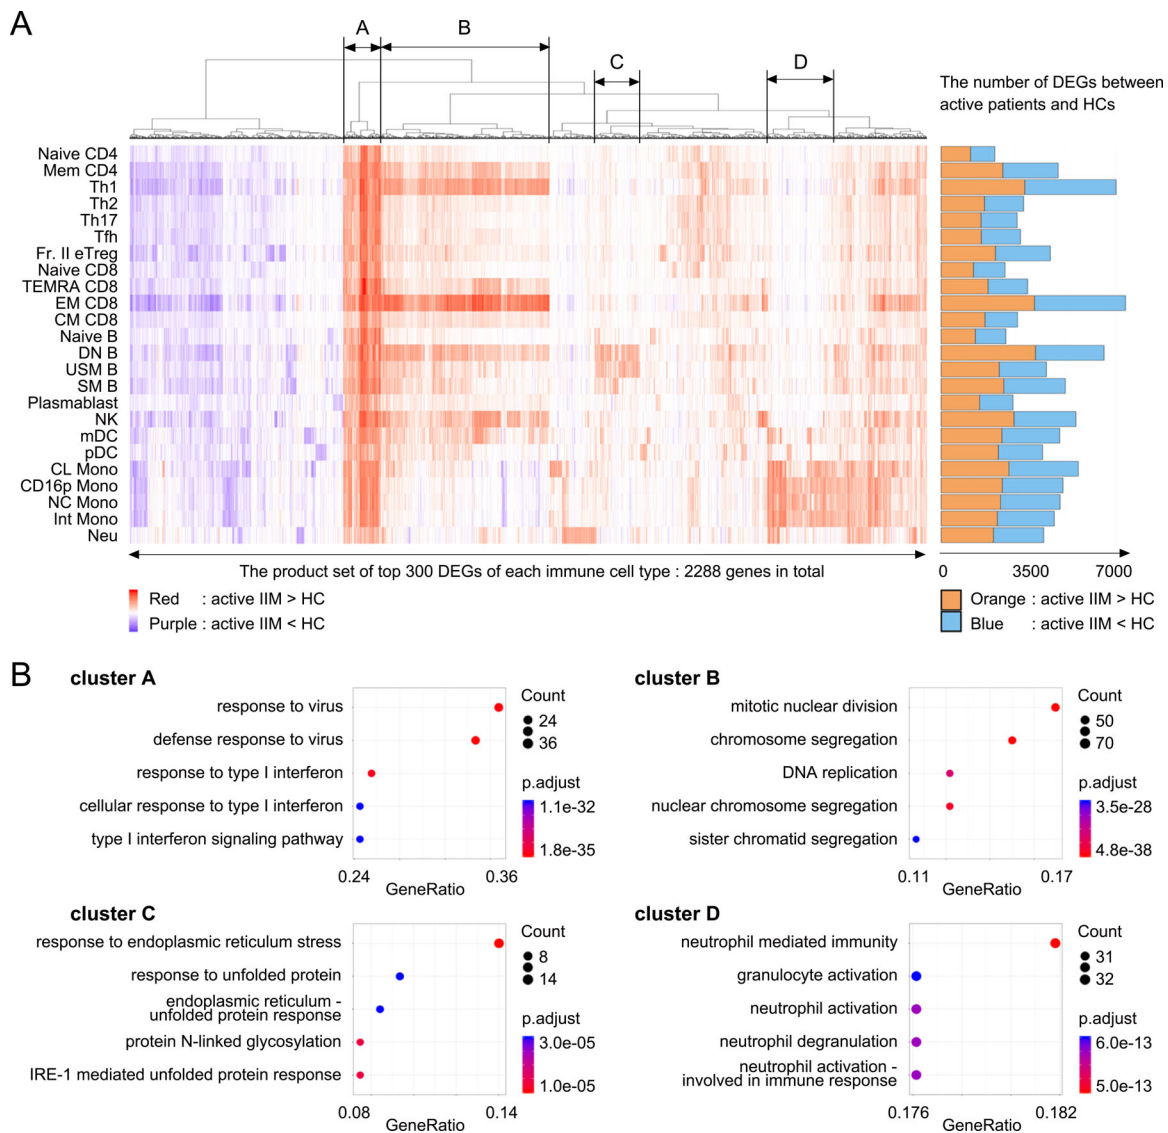 A
A
B
C
D
The number of DEGs between
active patients and HCs
Naive CD4
Mem CD4
Th1
Th2
Th17
Tfh
Fr. II eTreg
Naive CD8
TEMRA CD8
EM CD8
CM CD8
Naive B
DN B
USM B
SM B
Plasmablast
NK
mDC
pDC
CL Mono
CD16p Mono
NC Mono
Int Mono
Neu
The product set of top 300 DEGs of each immune cell type : 2288 genes in total
0 3500 7000
Red : active IIM > HC
Purple : active IIM < HC
Orange : active IIM > HC
Blue : active IIM < HC
B
cluster A
response to virus
defense response to virus
response to type I interferon
cellular response to type I interferon
type I interferon signaling pathway
0.24 0.36
GeneRatio
Count
24
36
p.adjust
1.1e-32
1.8e-35
cluster B
mitotic nuclear division
chromosome segregation
DNA replication
nuclear chromosome segregation
sister chromatid segregation
0.11 0.17
GeneRatio
Count
50
70
p.adjust
3.5e-28
4.8e-38
cluster C
response to endoplasmic reticulum stress
response to unfolded protein
endoplasmic reticulum -
unfolded protein response
protein N-linked glycosylation
IRE-1 mediated unfolded protein response
0.08 0.14
GeneRatio
Count
8
14
p.adjust
3.0e-05
1.0e-05
cluster D
neutrophil mediated immunity
granulocyte activation
neutrophil activation
neutrophil degranulation
neutrophil activation -
involved in immune response
0.176 0.182
GeneRatio
Count
31
32
p.adjust
6.0e-13
5.0e-13